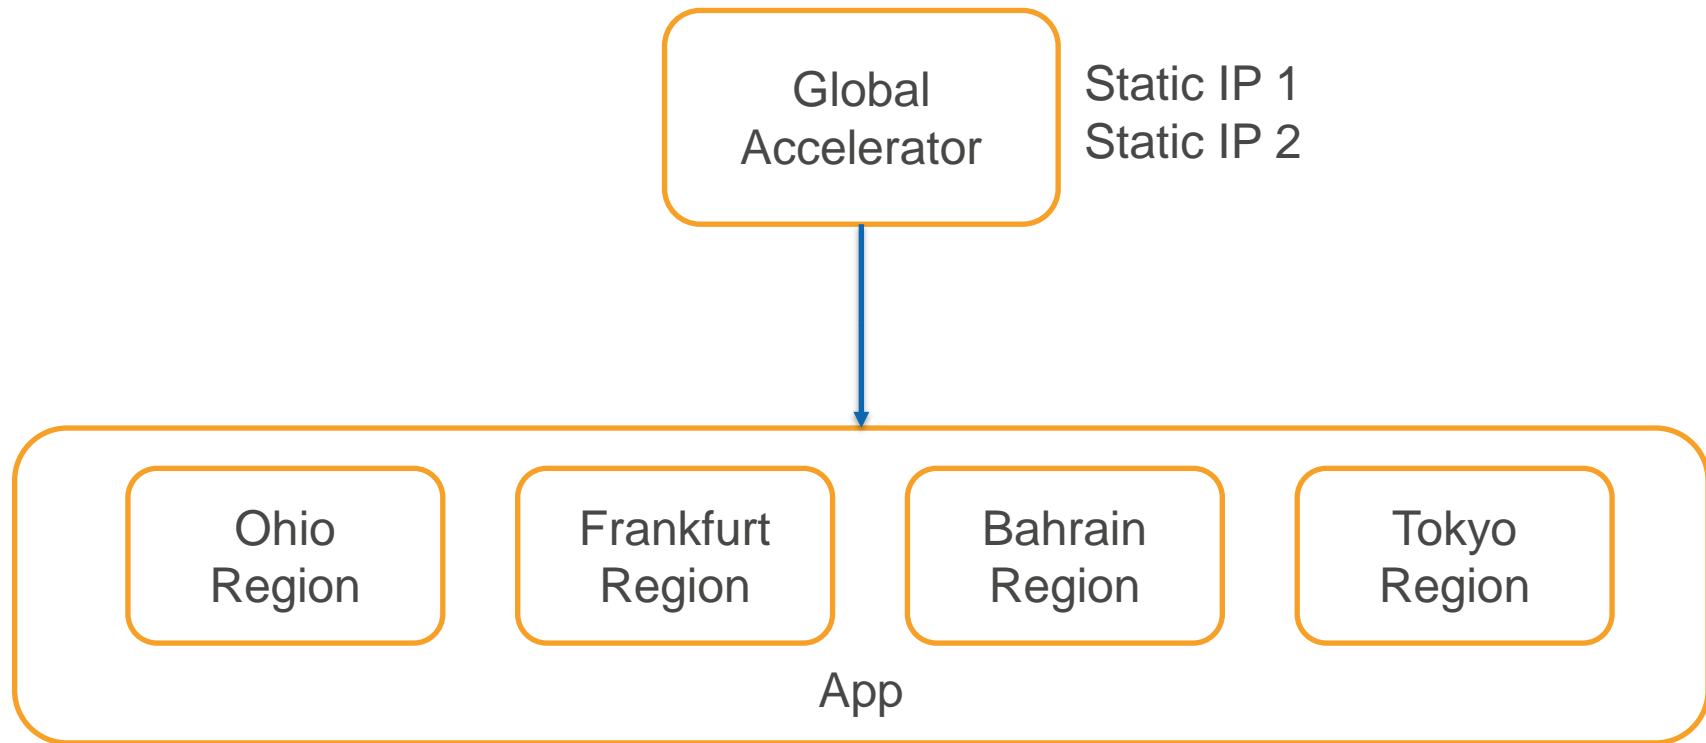 Global
Accelerator
Static IP 1
Static IP 2
Ohio
Region
Frankfurt
Region
Bahrain
Region
Tokyo
Region
App